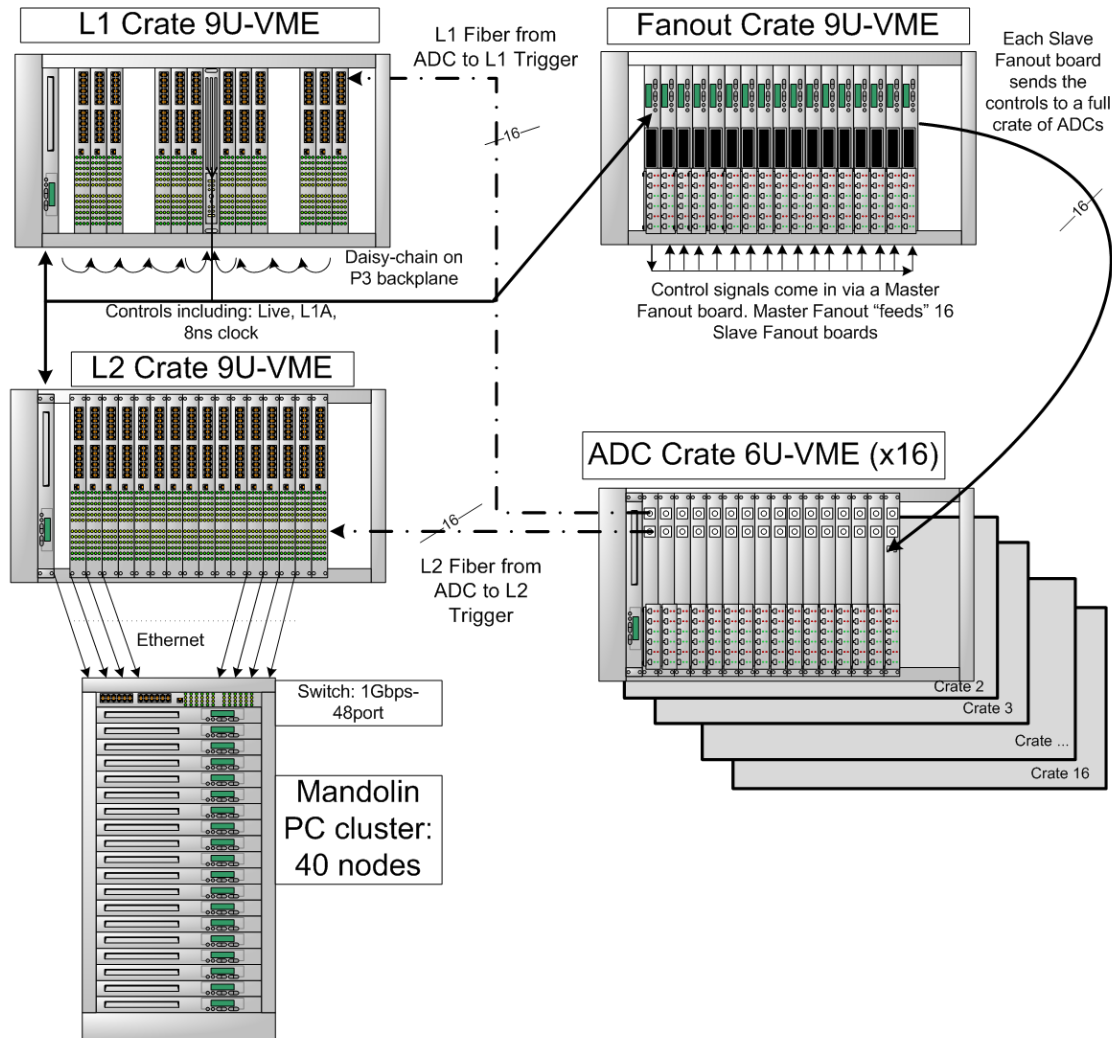 L1 Crate 9U-VME
L1 Fiber from
ADC to L1 Trigger
16
Fanout Crate 9U-VME
Each Slave
Fanout board
sends the
controls to a full
crate of ADCs
16
Daisy-chain on
P3 backplane
Controls including: Live, L1A,
8ns clock
Control signals come in via a Master
Fanout board. Master Fanout “feeds” 16
Slave Fanout boards
L2 Crate 9U-VME
16
L2 Fiber from
ADC to L2
Trigger
ADC Crate 6U-VME (x16)
Crate 2
Crate 3
Crate ...
Crate 16
Ethernet
Switch: 1Gbps-
48port
Mandolin
PC cluster:
40 nodes